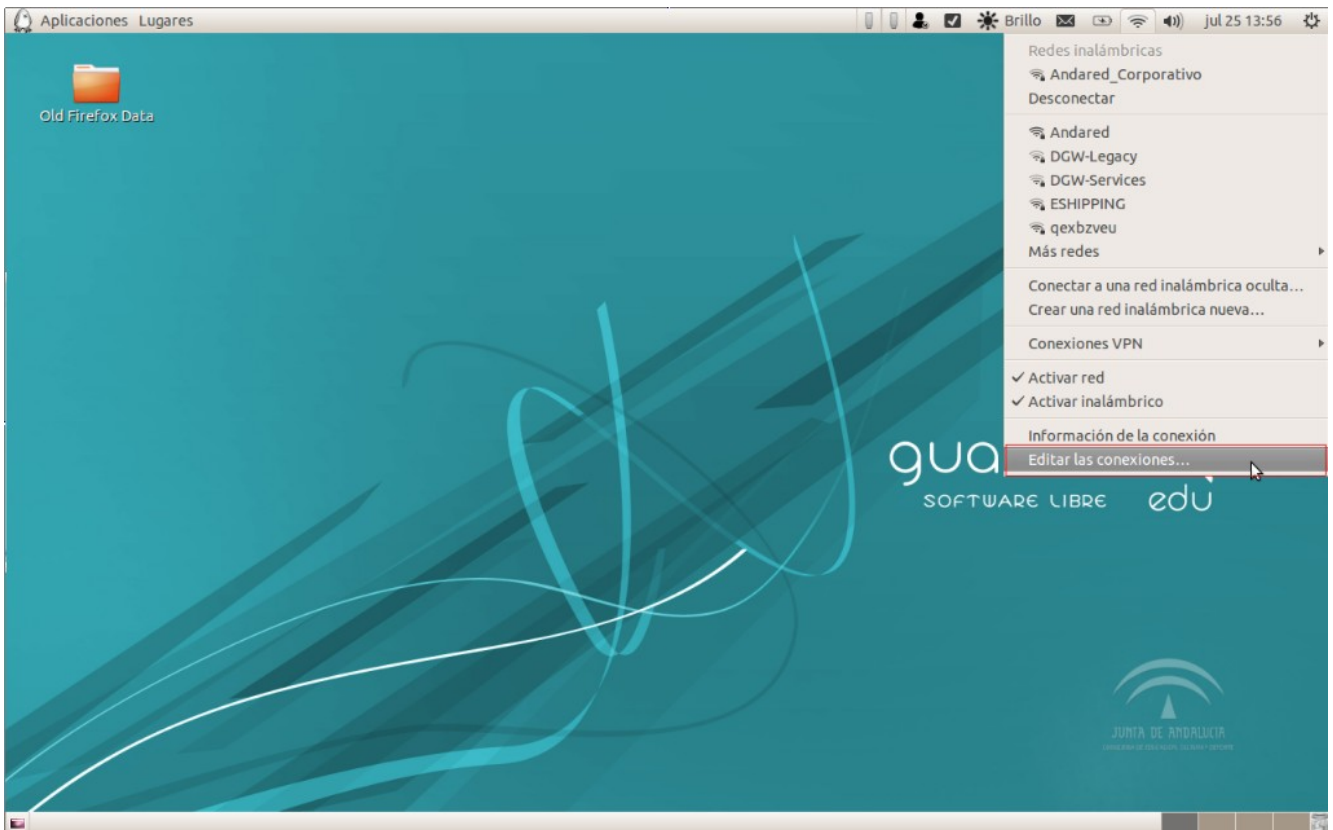 Aplicaciones Lugares
Brillo
jul 25 13:56
Old Firefox Data
Redes inalámbricas
Andared_Corporativo
Desconectar
Andared
DGW-Legacy
DGW-Services
ESHIPPING
qexbzveu
Más redes
Conectar a una red inalámbrica oculta...
Crear una red inalámbrica nueva...
Conexiones VPN
Activar red
Activar inalámbrico
Información de la conexión
Editar las conexiones...
gua
SOFTWARE LIBRE edu
JUNTA DE ANDALUCIA